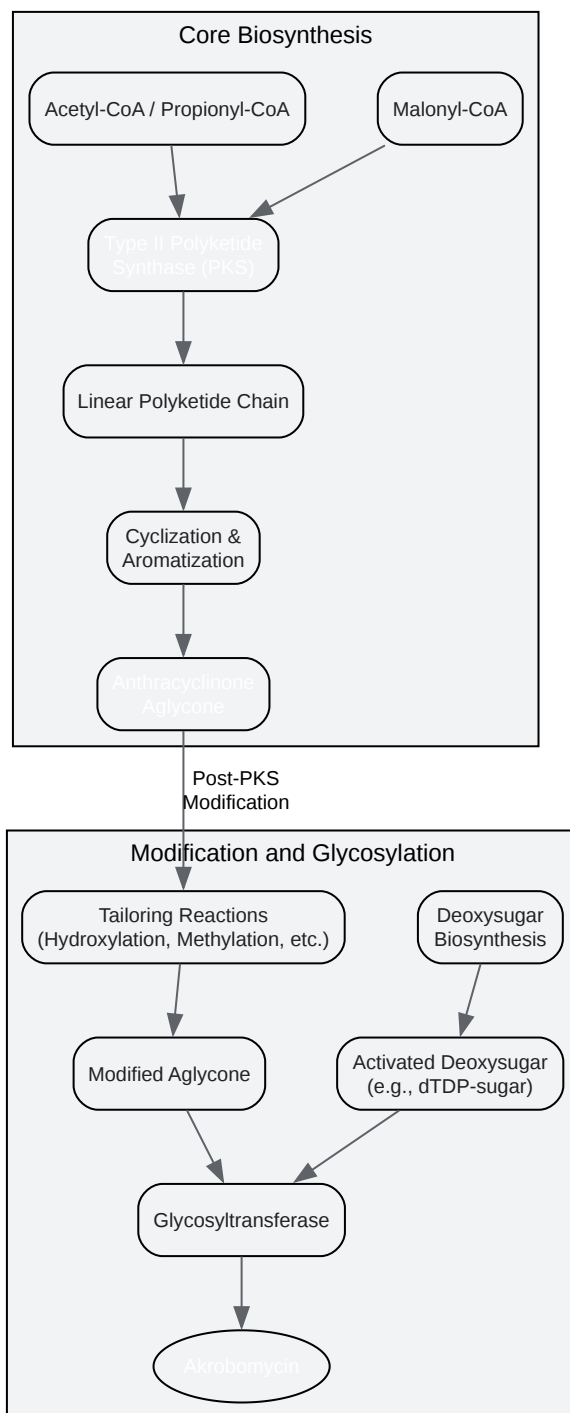 Core Biosynthesis
Acetyl-CoA / Propionyl-CoA
Malonyl-CoA
Type II Polyketide
Synthase (PKS)
Linear Polyketide Chain
Cyclization &
Aromatization
Anthracyclinone
Aglycone
Post-PKS
Modification
Modification and Glycosylation
Tailoring Reactions
(Hydroxylation, Methylation, etc.)
Deoxysugar
Biosynthesis
Modified Aglycone
Activated Deoxysugar
(e.g., dTDP-sugar)
Glycosyltransferase
Akrobomycin